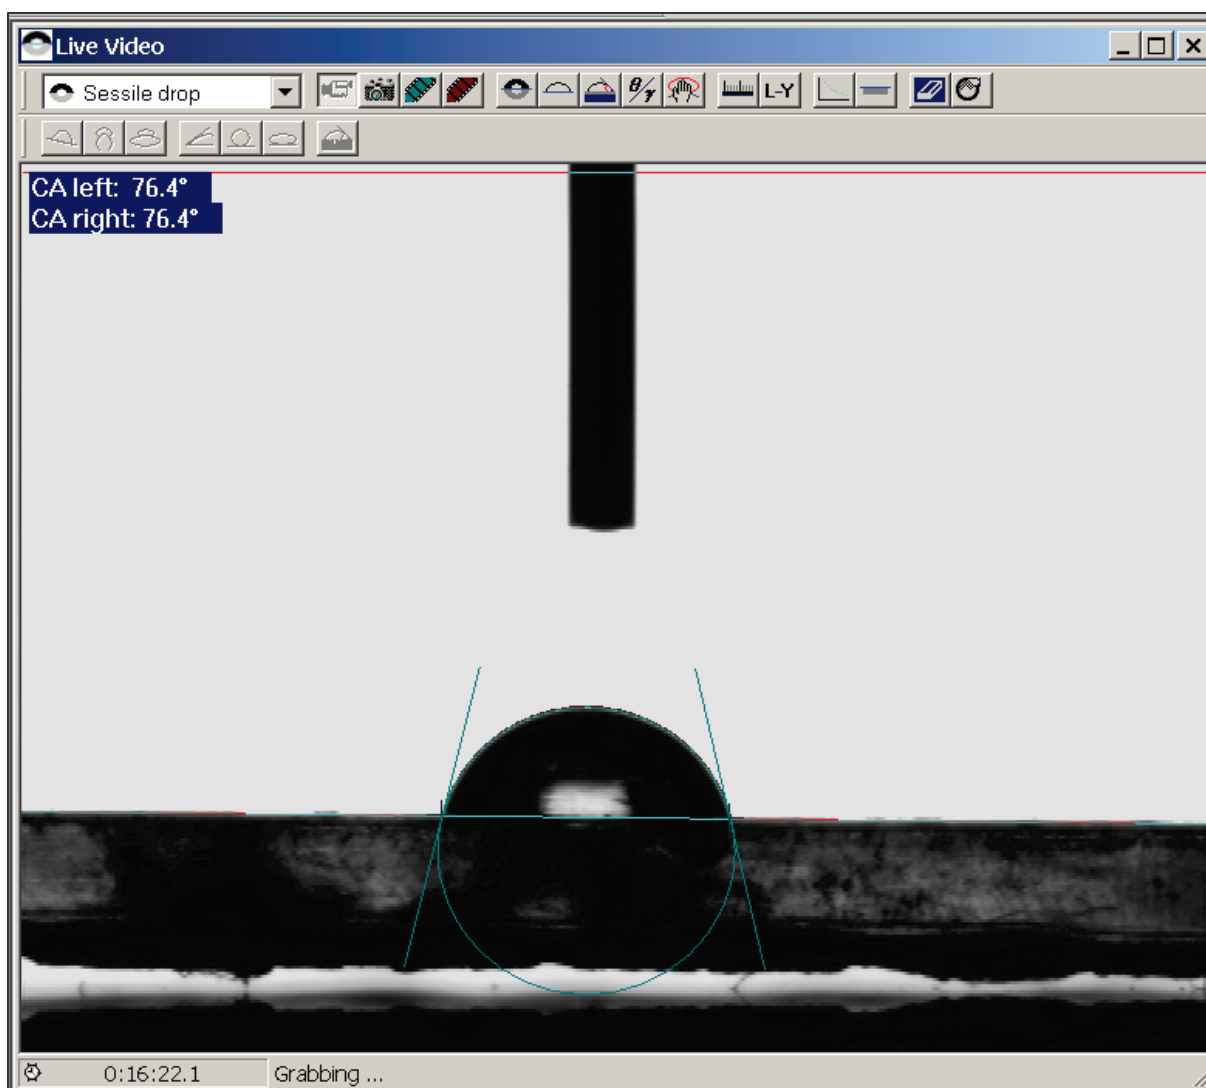 Live Video
Sessile drop
θ/γ
L-Y
CA left: 76.4°
CA right: 76.4°
0:16:22.1 Grabbing ...